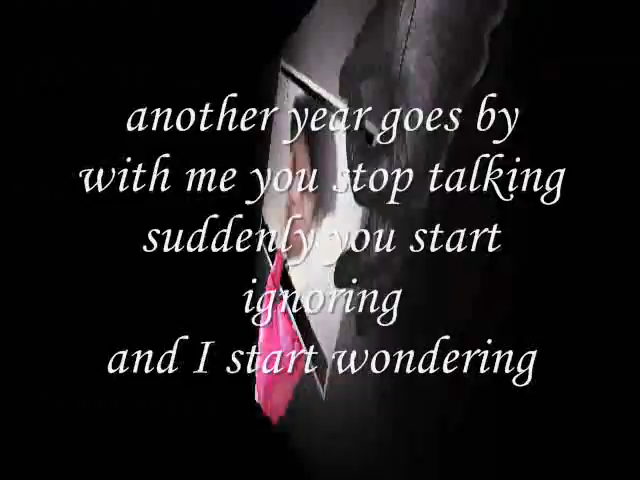 another year goes by
with me you stop talking
suddenly you start
ignoring
and I start wondering